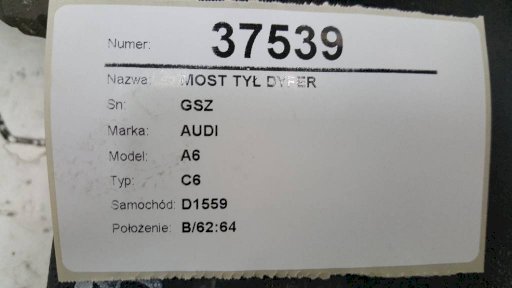 Numer: 37539
Nazwa: MOST TYŁ DYFER
Sn: GSZ
Marka: AUDI
Model: A6
Typ: C6
Samochód: D1559
Położenie: B/62:64